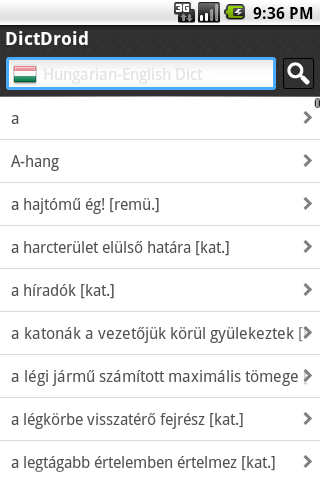 3G 9:36 PM
DictDroid
Hungarian-English Dict
a
A-hang
a hajtómű ég! [remü.]
a harcterület elülső határa [kat.]
a híradók [kat.]
a katonák a vezetőjük körül gyülekeztek [
a légi jármű számított maximális tömege
a légkörbe visszatérő fejrész [kat.]
a legtágabb értelemben értelmez [kat.]